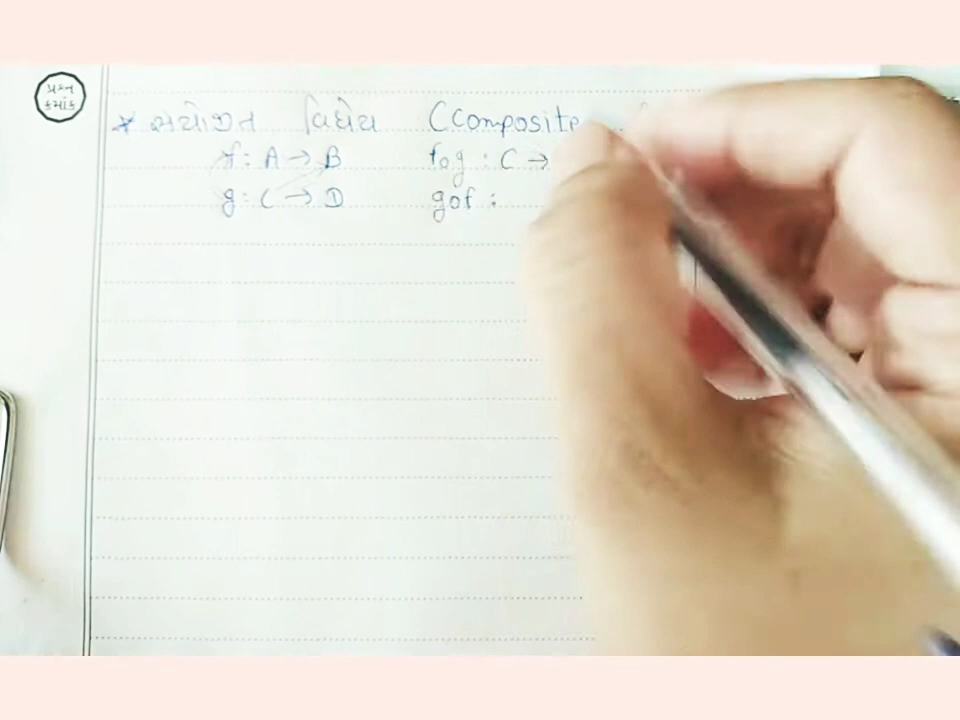 પ્રશ્ન
ક્રમાંક
* સંયોજીત વિધેય (Composite
f : A → B fog : C →
g : C → D gof :